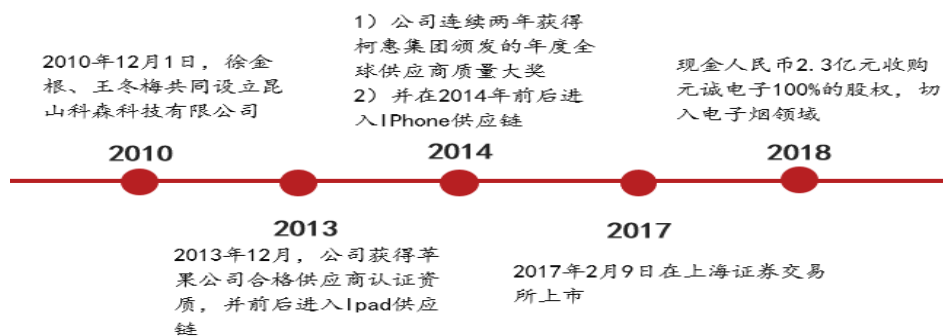 2010年12月1日，徐金
根、王冬梅共同设立昆
山科森科技有限公司
2010
2013
2013年12月，公司获得苹
果公司合格供应商认证资
质，并前后进入Ipad供应
链
1）公司连续两年获得
柯惠集团颁发的年度全
球供应商质量大奖
2）并在2014年前后进
入IPhone供应链
2014
2017
2017年2月9日在上海证券交易
所上市
现金人民币2.3亿元收购
元诚电子100%的股权，切
入电子烟领域
2018